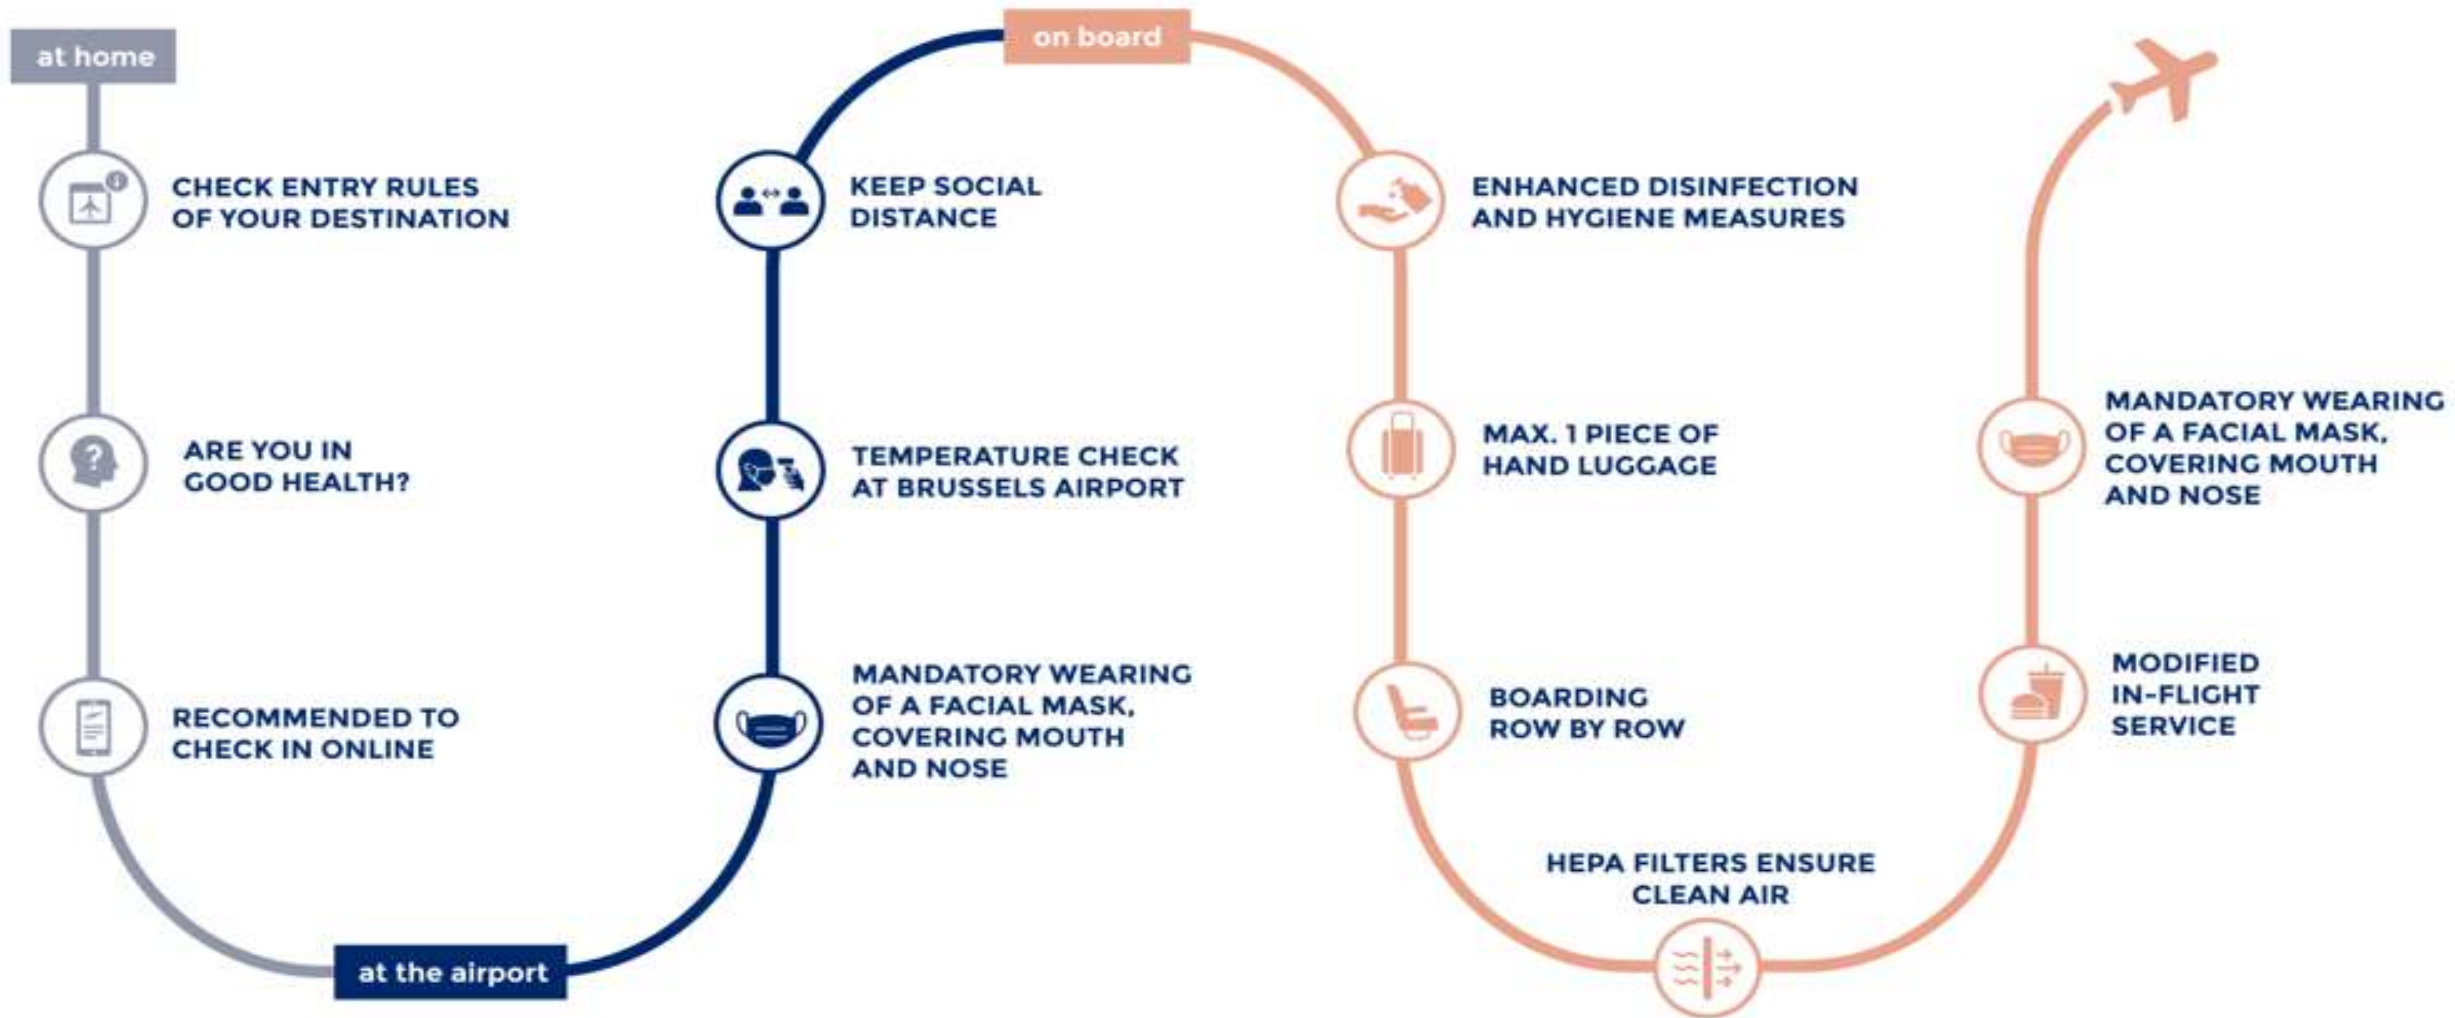 at home
CHECK ENTRY RULES
OF YOUR DESTINATION
ARE YOU IN
GOOD HEALTH?
RECOMMENDED TO
CHECK IN ONLINE
at the airport
MANDATORY WEARING
OF A FACIAL MASK,
COVERING MOUTH
AND NOSE
TEMPERATURE CHECK
AT BRUSSELS AIRPORT
KEEP SOCIAL
DISTANCE
on board
ENHANCED DISINFECTION
AND HYGIENE MEASURES
MAX. 1 PIECE OF
HAND LUGGAGE
BOARDING
ROW BY ROW
HEPA FILTERS ENSURE
CLEAN AIR
MODIFIED
IN-FLIGHT
SERVICE
MANDATORY WEARING
OF A FACIAL MASK,
COVERING MOUTH
AND NOSE